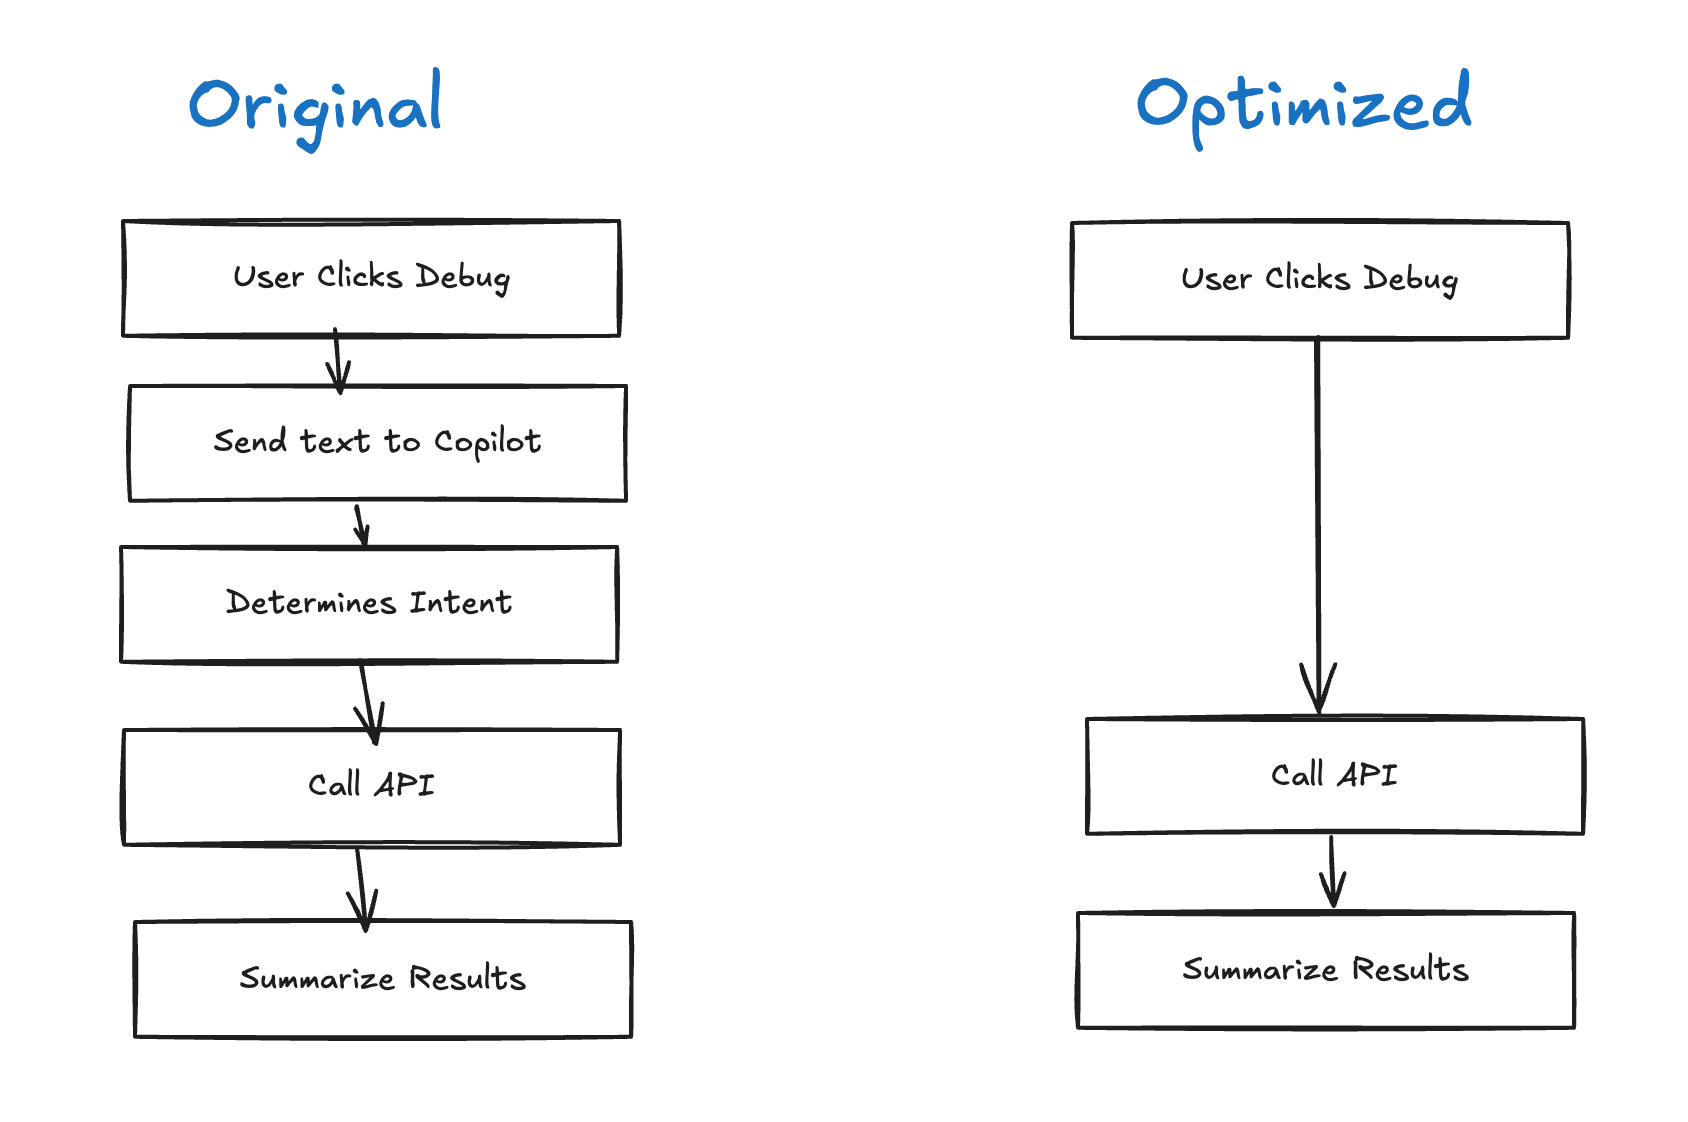 Original
User Clicks Debug
Send text to Copilot
Determines Intent
Call API
Summarize Results
Optimized
User Clicks Debug
Call API
Summarize Results